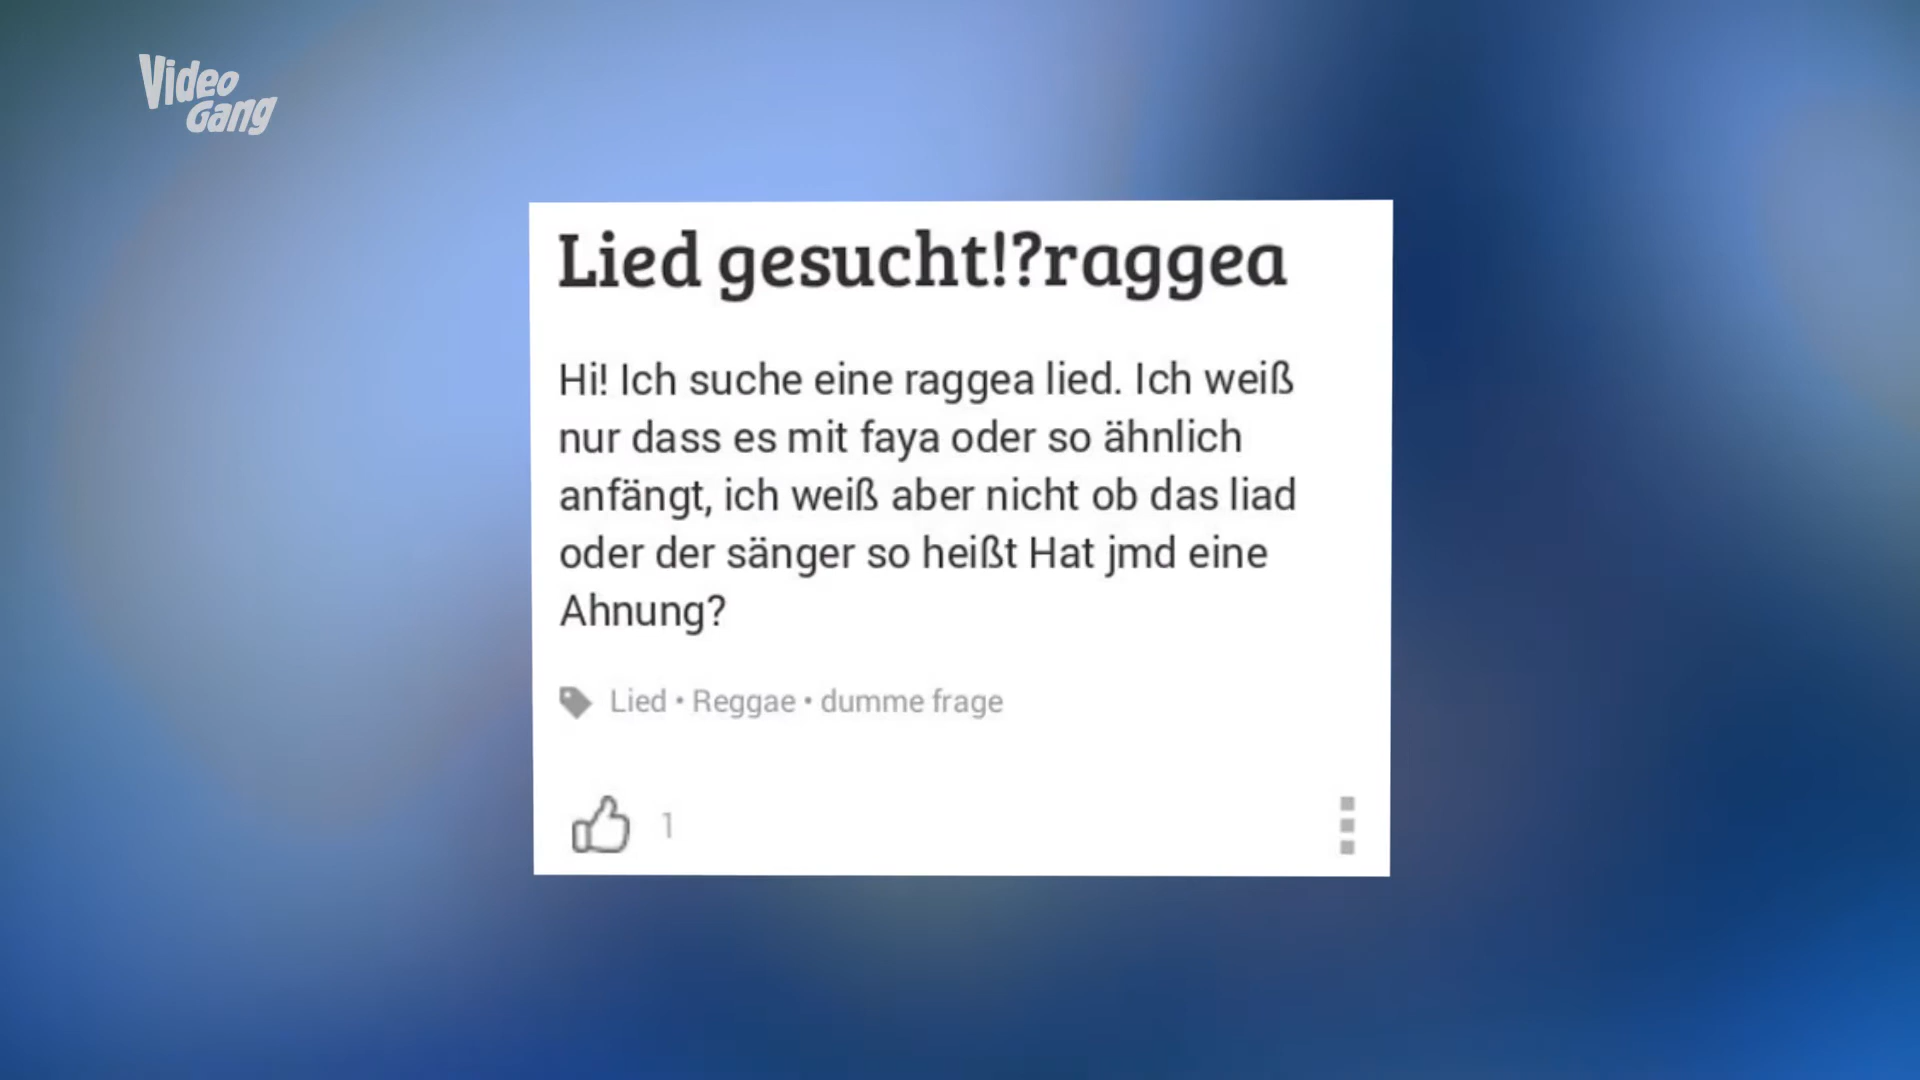 Video
Gang
Lied gesucht!?raggea
Hi! Ich suche eine raggea lied. Ich weiß
nur dass es mit faya oder so ähnlich
anfängt, ich weiß aber nicht ob das liad
oder der sänger so heißt Hat jmd eine
Ahnung?
Lied • Reggae • dumme frage
1